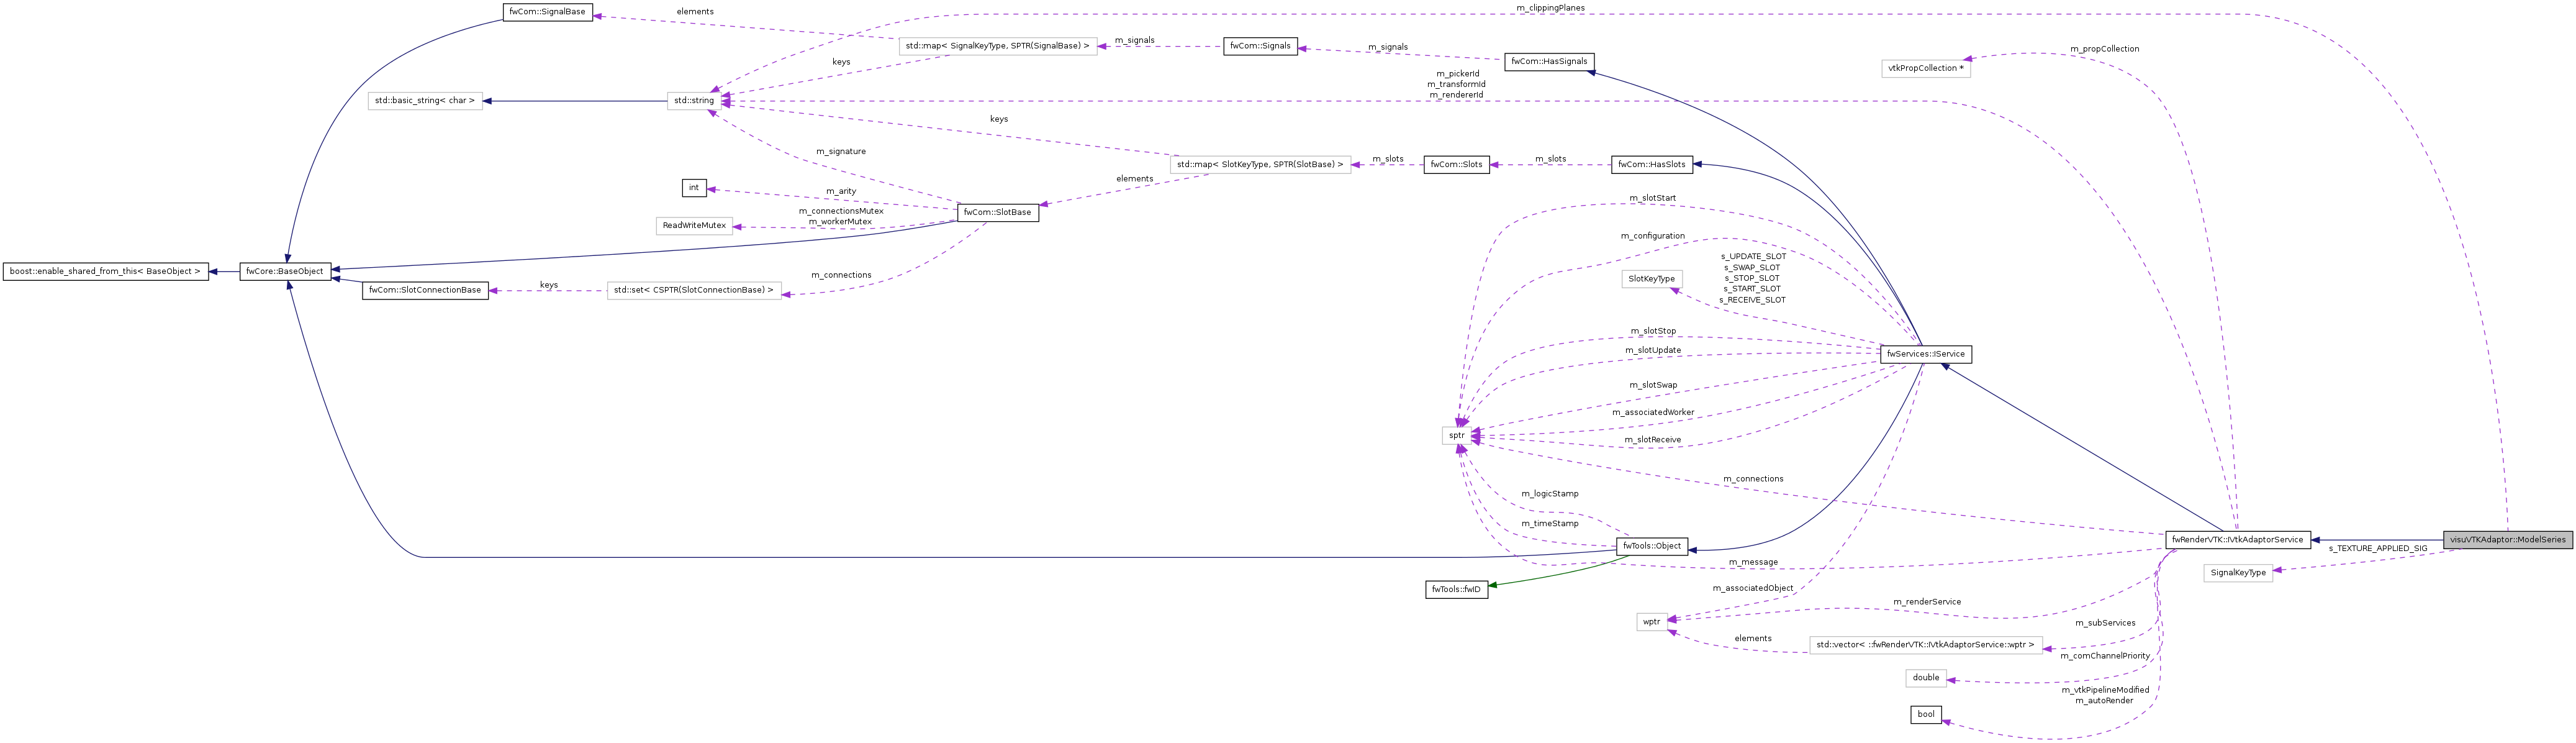 fwCom::SignalBase
elements
m_clippingPlanes
std::map< SignalKeyType, SPTR(SignalBase) >
m_signals
fwCom::Signals
m_signals
fwCom::HasSignals
m_propCollection
vtkPropCollection *
keys
m_pickerId
m_transformId
m_rendererId
std::basic_string< char >
std::string
keys
m_signature
std::map< SlotKeyType, SPTR(SlotBase) >
m_slots
fwCom::Slots
m_slots
fwCom::HasSlots
int
m_arity
elements
m_connectionsMutex
m_workerMutex
ReadWriteMutex
fwCom::SlotBase
m_slotStart
m_configuration
s_UPDATE_SLOT
s_SWAP_SLOT
s_STOP_SLOT
s_START_SLOT
s_RECEIVE_SLOT
SlotKeyType
boost::enable_shared_from_this< BaseObject >
fwCore::BaseObject
fwCom::SlotConnectionBase
keys
std::set< CSPTR(SlotConnectionBase) >
m_connections
m_slotStop
m_slotUpdate
fwServices::IService
m_slotSwap
m_associatedWorker
m_slotReceive
sptr
m_connections
m_logicStamp
m_timeStamp
fwTools::Object
m_message
fwRenderVTK::IVtkAdaptorService
visuVTKAdaptor::ModelSeries
s_TEXTURE_APPLIED_SIG
SignalKeyType
fwTools::fwID
m_associatedObject
m_renderService
wptr
m_subServices
elements
std::vector< ::fwRenderVTK::IVtkAdaptorService::wptr >
m_comChannelPriority
double
m_vtkPipelineModified
m_autoRender
bool